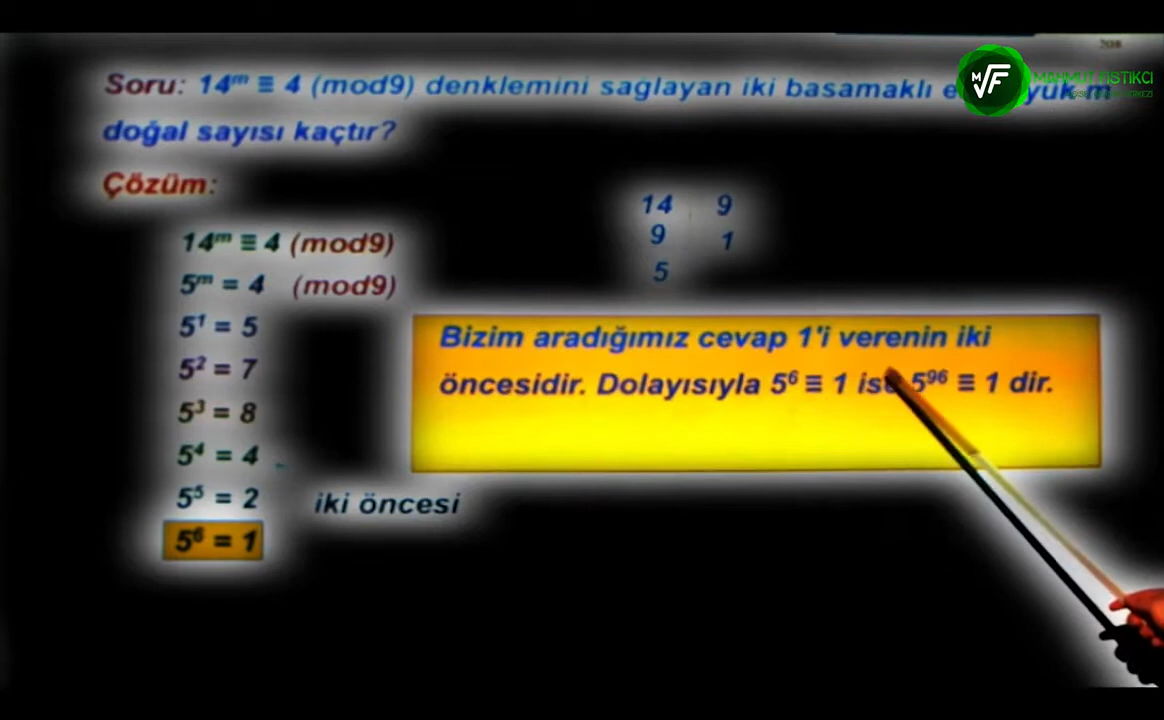 Soru: 14ᵐ ≡ 4 (mod9) denklemini sağlayan iki basamaklı m
doğal sayısı kaçtır?
Çözüm:
14 9
9 1
5
14ᵐ ≡ 4 (mod9)
5ᵐ = 4 (mod9)
5¹ = 5
5² = 7
5³ = 8
5⁴ = 4
5⁵ = 2 iki öncesi
5⁶ = 1
Bizim aradığımız cevap 1'i verenin iki
öncesidir. Dolayısıyla 5⁶ ≡ 1 ise 5⁹⁶ ≡ 1 dir.
√F
MAHMUT FISTIKCI